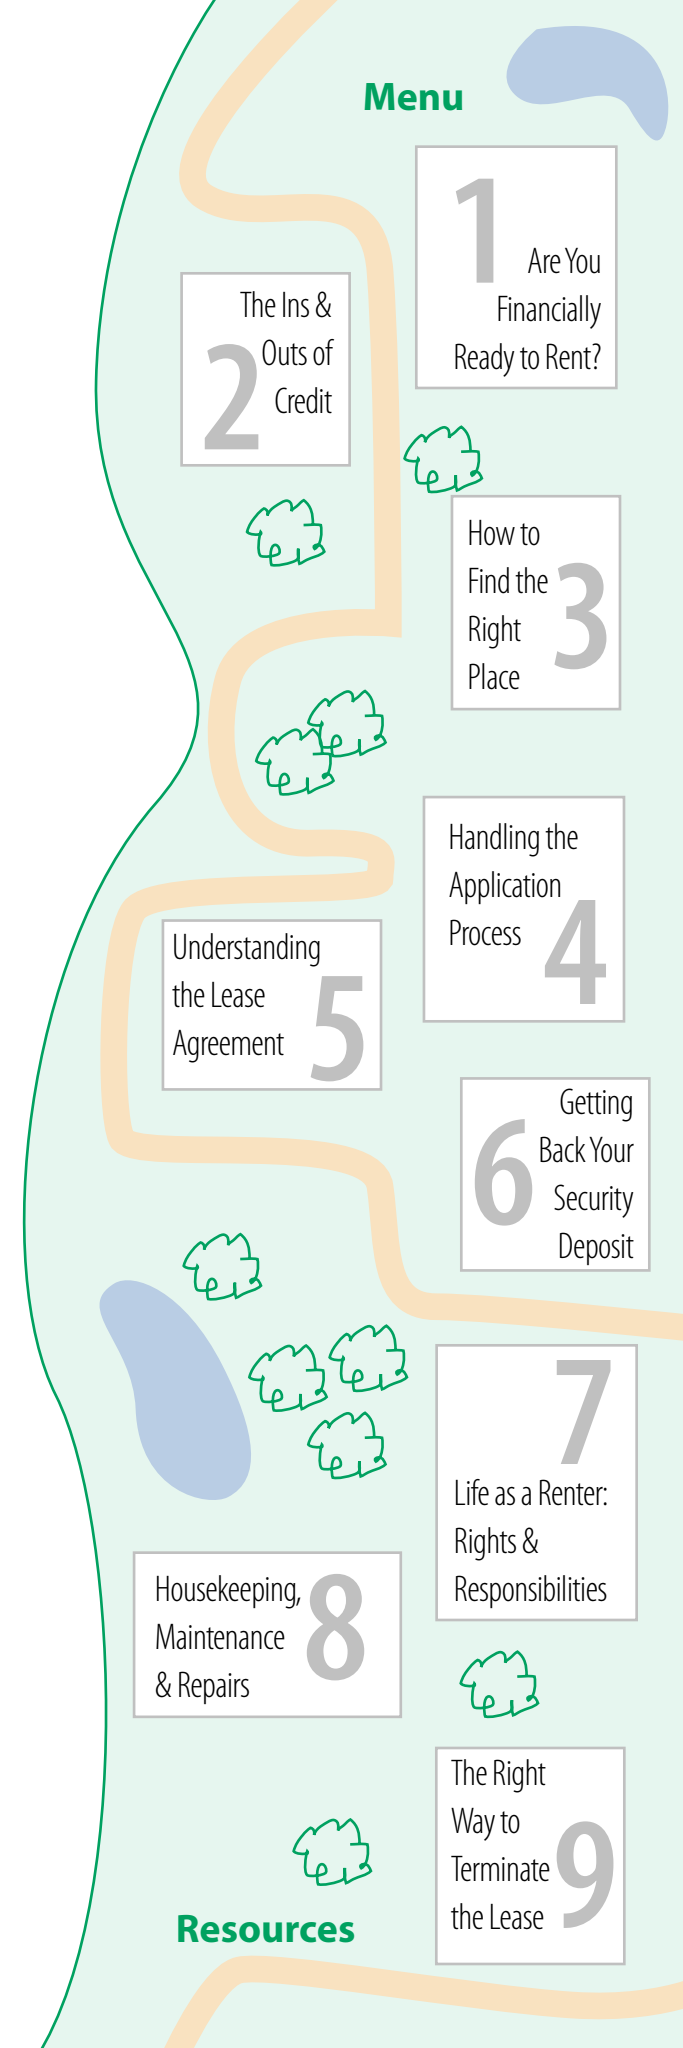 Menu
1
Are You
Financially
Ready to Rent?
The Ins &
Outs of
Credit
2
How to
Find the
Right
Place
3
Handling the
Application
Process
4
Understanding
the Lease
Agreement
5
Getting
Back Your
Security
Deposit
6
7
Life as a Renter:
Rights &
Responsibilities
Housekeeping,
Maintenance
& Repairs
8
The Right
Way to
Terminate
the Lease
9
Resources